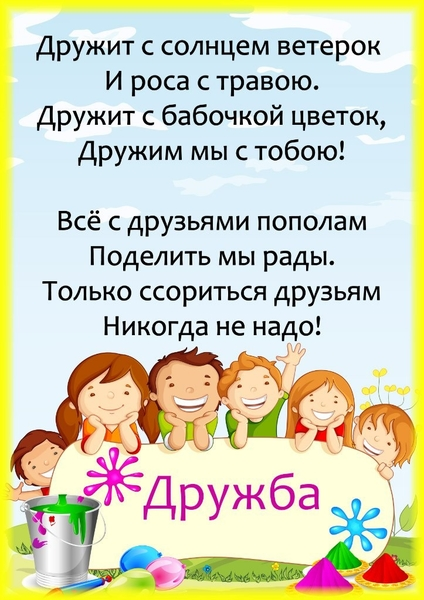 Дружит с солнцем ветерок
И роса с травою.
Дружит с бабочкой цветок,
Дружим мы с тобою!
Всё с друзьями пополам
Поделить мы рады.
Только ссориться друзьям
Никогда не надо!
Дружба